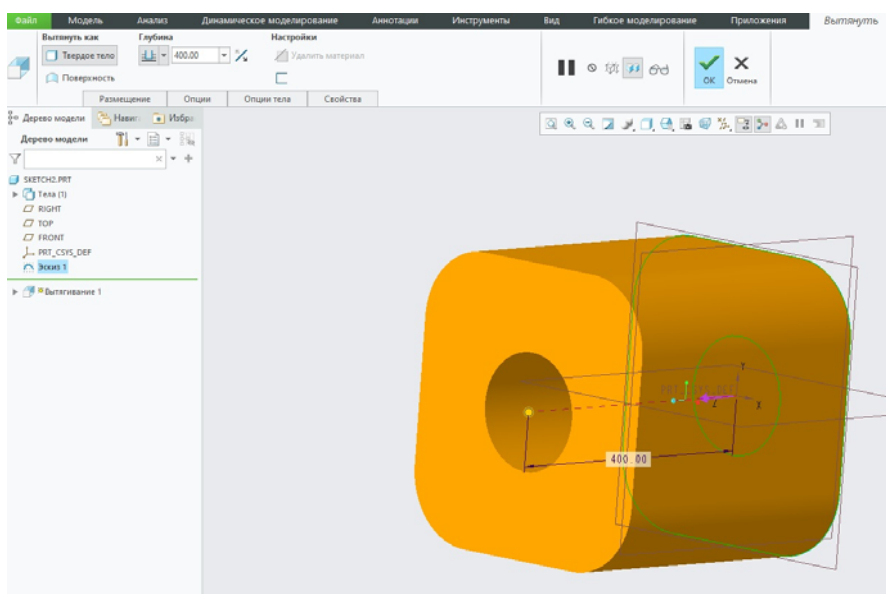 Файл Модель Анализ Динамическое моделирование Аннотации Инструменты Вид Гибкое моделирование Приложения Вытянуть
Вытянуть как Глубина Настройки
Твердое тело 400.00 Удалить материал
Поверхность
OK Отмена
Размещение Опции Опции тела Свойства
Дерево модели Навиг Избра
Дерево модели
SKETCH2.PRT
Тела (1)
RIGHT
TOP
FRONT
PRT_CSYS_DEF
Эскиз 1
Вытягивание 1
Y
PRT_CSYS_DEF
Z X
400.00